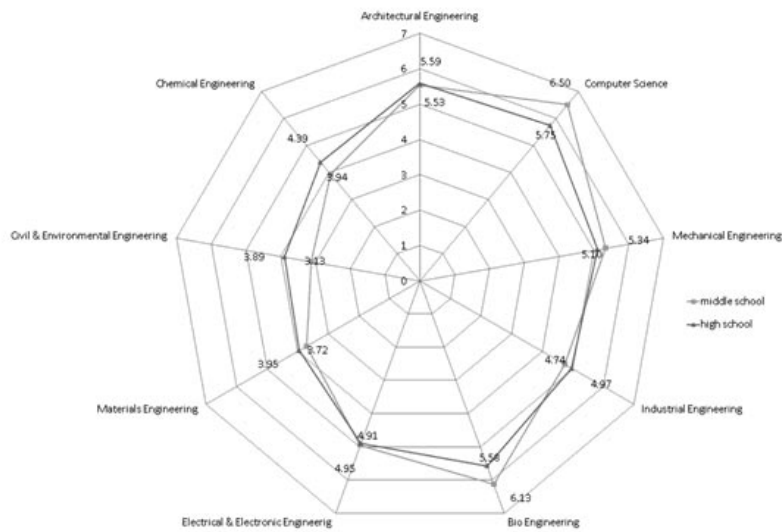 Architectural Engineering
7
6
5
4
3
2
1
0
5.59
5.53
Computer Science
6.50
5.75
Mechanical Engineering
5.34
5.10
Industrial Engineering
4.74
4.97
Bio Engineering
5.58
6.13
Electrical & Electronic Engineerig
4.91
4.95
Materials Engineering
3.72
3.95
Civil & Environmental Engineering
3.89
3.13
Chemical Engineering
4.39
3.94
middle school
high school